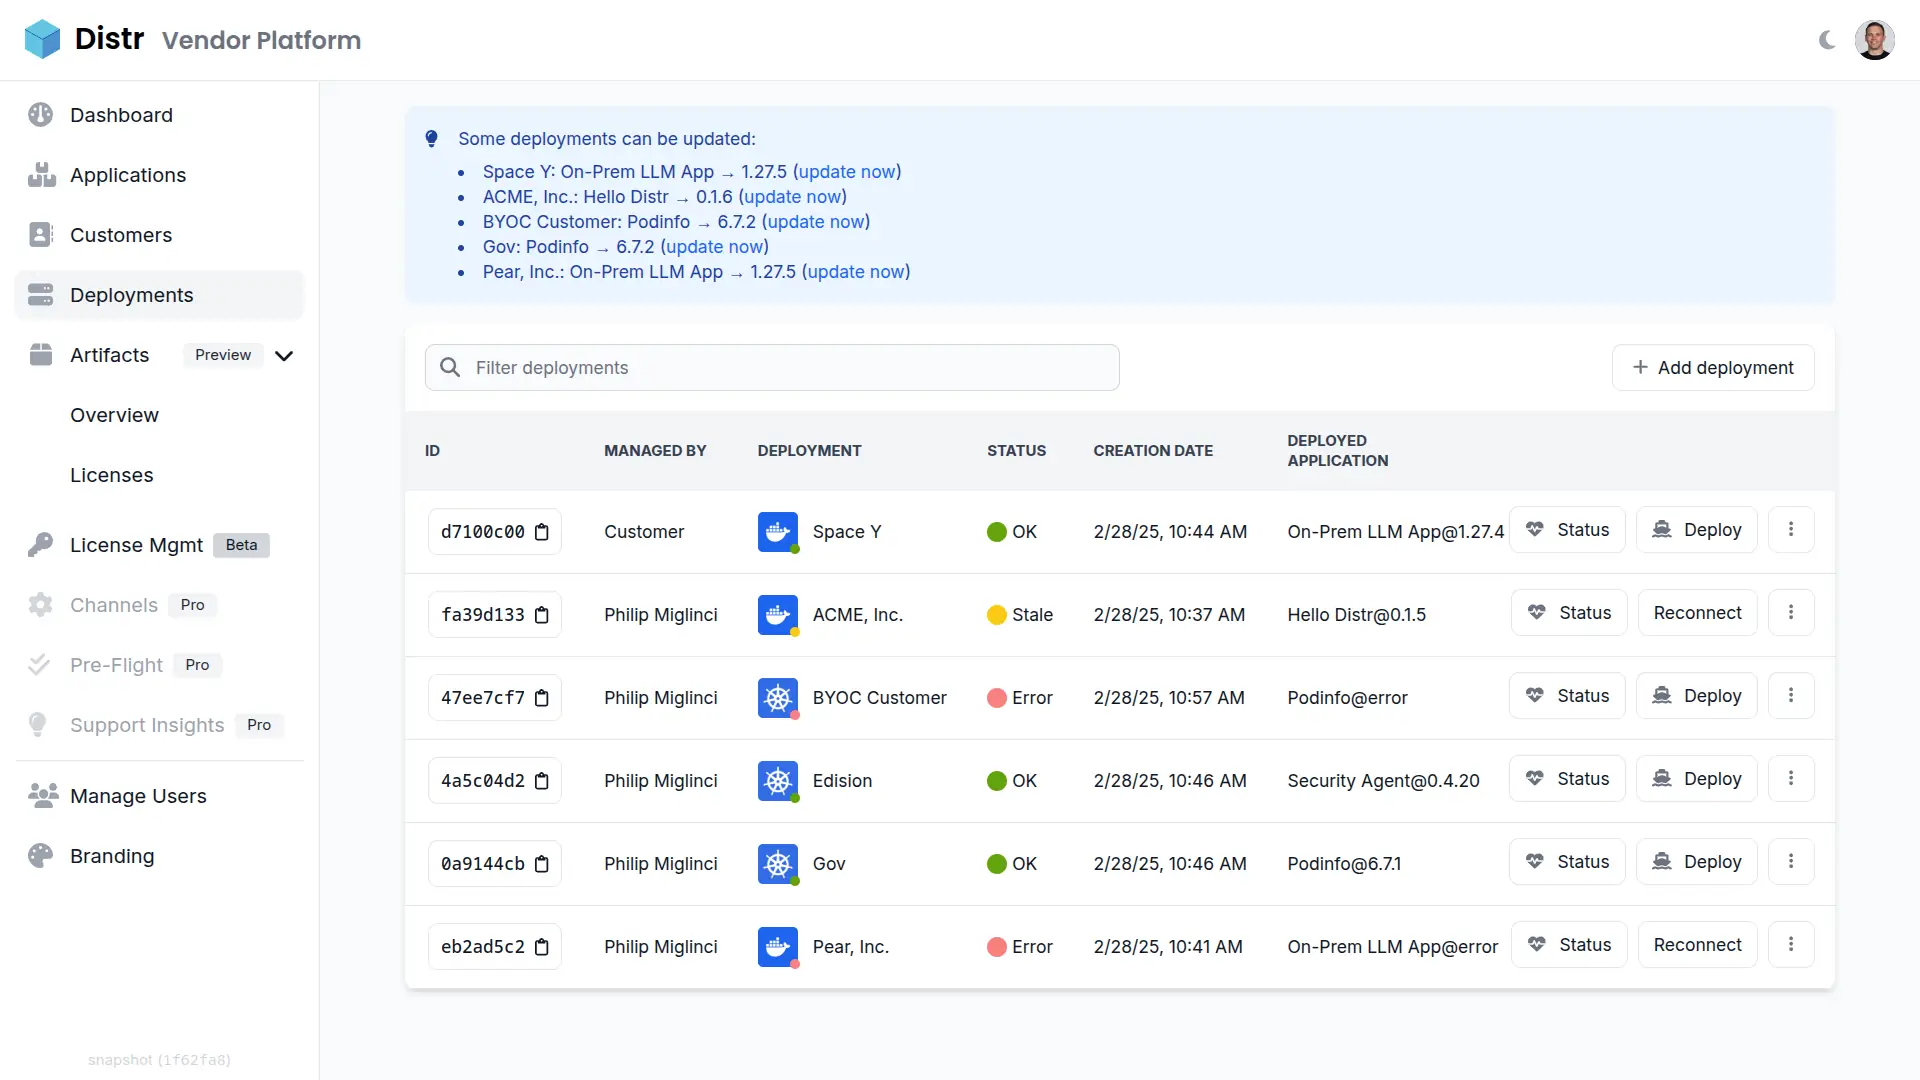 Distr Vendor Platform
Dashboard
Applications
Customers
Deployments
Artifacts Preview
Overview
Licenses
License Mgmt Beta
Channels Pro
Pre-Flight Pro
Support Insights Pro
Manage Users
Branding
snapshot (1f62fa8)
Some deployments can be updated:
• Space Y: On-Prem LLM App → 1.27.5 (update now)
• ACME, Inc.: Hello Distr → 0.1.6 (update now)
• BYOC Customer: Podinfo → 6.7.2 (update now)
• Gov: Podinfo → 6.7.2 (update now)
• Pear, Inc.: On-Prem LLM App → 1.27.5 (update now)
Filter deployments
+ Add deployment
ID MANAGED BY DEPLOYMENT STATUS CREATION DATE DEPLOYED
APPLICATION
d7100c00 Customer Space Y OK 2/28/25, 10:44 AM On-Prem LLM App@1.27.4 Status Deploy
fa39d133 Philip Miglinci ACME, Inc. Stale 2/28/25, 10:37 AM Hello Distr@0.1.5 Status Reconnect
47ee7cf7 Philip Miglinci BYOC Customer Error 2/28/25, 10:57 AM Podinfo@error Status Deploy
4a5c04d2 Philip Miglinci Edision OK 2/28/25, 10:46 AM Security Agent@0.4.20 Status Deploy
0a9144cb Philip Miglinci Gov OK 2/28/25, 10:46 AM Podinfo@6.7.1 Status Deploy
eb2ad5c2 Philip Miglinci Pear, Inc. Error 2/28/25, 10:41 AM On-Prem LLM App@error Status Reconnect